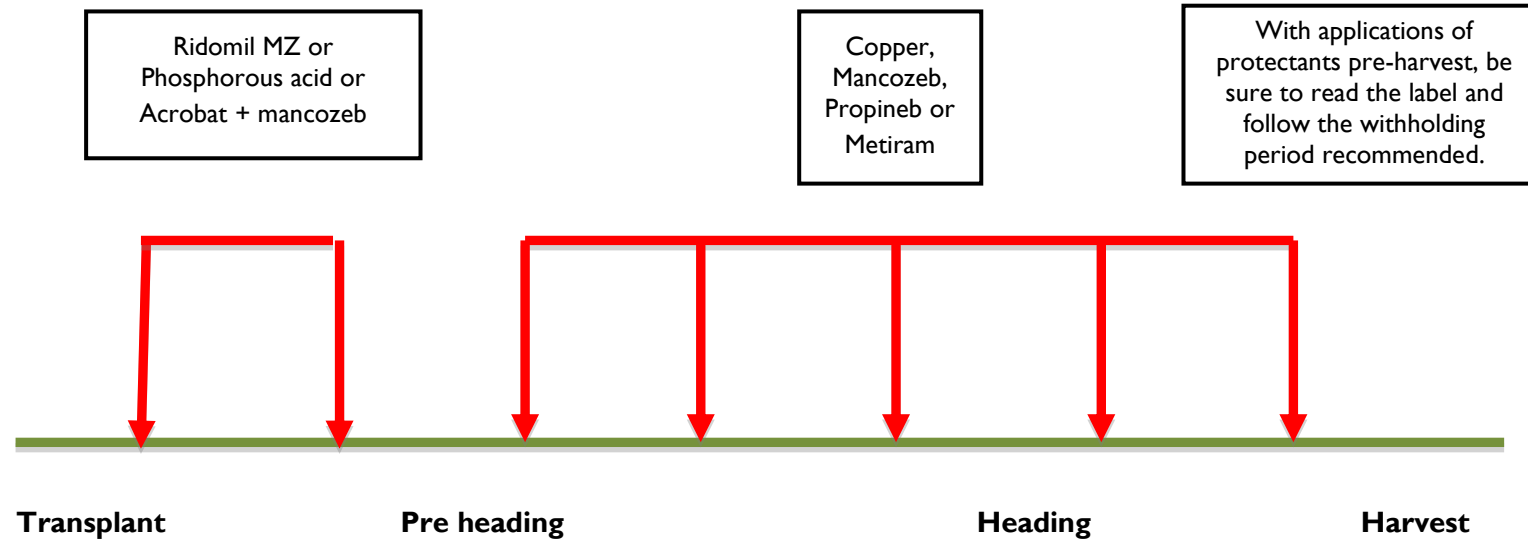 Ridomil MZ or
Phosphorous acid or
Acrobat + mancozeb
Copper,
Mancozeb,
Propineb or
Metiram
With applications of
protectants pre-harvest, be
sure to read the label and
follow the withholding
period recommended.
Transplant
Pre heading
Heading
Harvest